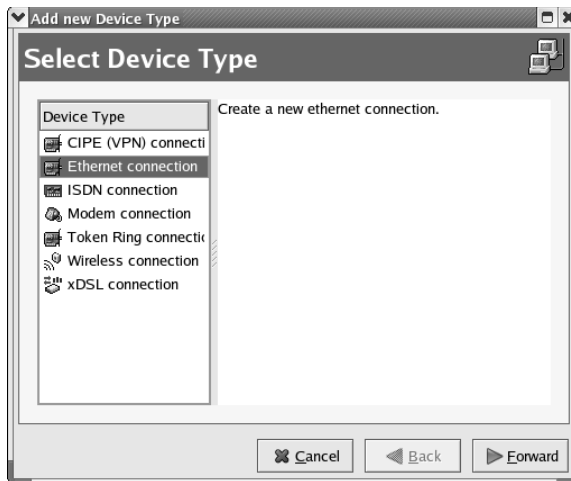 Add new Device Type
Select Device Type
Device Type
CIPE (VPN) connecti
Ethernet connection
ISDN connection
Modem connection
Token Ring connectic
Wireless connection
xDSL connection
Create a new ethernet connection.
Cancel
Back
Forward